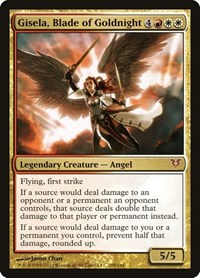 Gisela, Blade of Goldnight 4
Legendary Creature — Angel
Flying, first strike
If a source would deal damage to an
opponent or a permanent an opponent
controls, that source deals double that
damage to that player or permanent instead.
If a source would deal damage to you or
a permanent you control, prevent half that
damage, rounded up.
Jason Chan
5/5